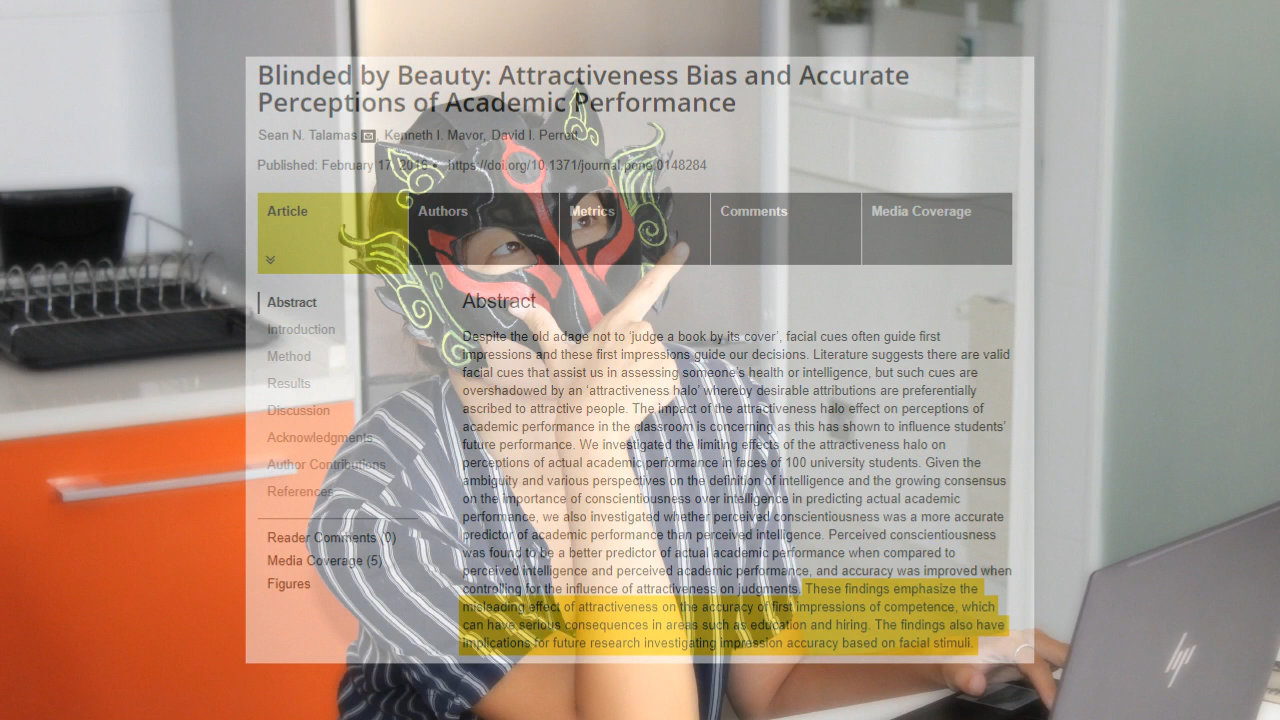 Blinded by Beauty: Attractiveness Bias and Accurate
Perceptions of Academic Performance
Sean N. Talamas, Kenneth I. Mavor, David I. Perrett
Published: February 17, 2016 • https://doi.org/10.1371/journal.pone.0148284
Article
Authors
Metrics
Comments
Media Coverage
Abstract
Introduction
Method
Results
Discussion
Acknowledgments
Author Contributions
References
Reader Comments (0)
Media Coverage (5)
Figures
Abstract
Despite the old adage not to ‘judge a book by its cover’, facial cues often guide first
impressions and these first impressions guide our decisions. Literature suggests there are valid
facial cues that assist us in assessing someone’s health or intelligence, but such cues are
overshadowed by an ‘attractiveness halo’ whereby desirable attributions are preferentially
ascribed to attractive people. The impact of the attractiveness halo effect on perceptions of
academic performance in the classroom is concerning as this has shown to influence students’
future performance. We investigated the limiting effects of the attractiveness halo on
perceptions of actual academic performance in faces of 100 university students. Given the
ambiguity and various perspectives on the definition of intelligence and the growing consensus
on the importance of conscientiousness over intelligence in predicting actual academic
performance, we also investigated whether perceived conscientiousness was a more accurate
predictor of academic performance than perceived intelligence. Perceived conscientiousness
was found to be a better predictor of actual academic performance when compared to
perceived intelligence and perceived academic performance, and accuracy was improved when
controlling for the influence of attractiveness on judgments. These findings emphasize the
misleading effect of attractiveness on the accuracy of first impressions of competence, which
can have serious consequences in areas such as education and hiring. The findings also have
implications for future research investigating impression accuracy based on facial stimuli.
hp